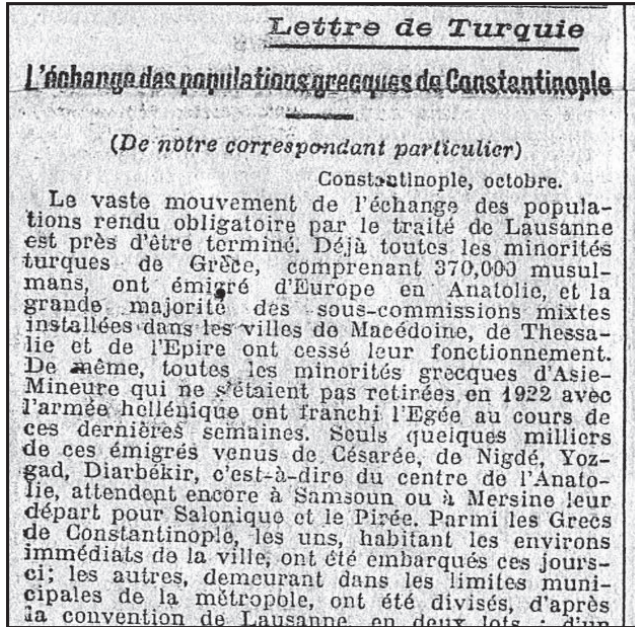 Lettre de Turquie
L'échange des populations grecques de Constantinople
(De notre correspondant particulier)
Constantinople, octobre.
Le vaste mouvement de l'échange des popula-
tions rendu obligatoire par le traité de Lausanne
est près d'être terminé. Déjà toutes les minorités
turques de Grèce, comprenant 370,000 musul-
mans, ont émigré d'Europe en Anatolie, et la
grande majorité des sous-commissions mixtes
installées dans les villes de Macédoine, de Thessa-
lie et de l'Epire ont cessé leur fonctionnement.
De même, toutes les minorités grecques d'Asie-
Mineure qui ne s'étaient pas retirées en 1922 avec
l'armée hellénique ont franchi l'Egée au cours de
ces dernières semaines. Seuls quelques milliers
de ces émigrés venus de Césarée, de Nigdé, Yoz-
gad, Diarbékir, c'est-à-dire du centre de l'Anato-
lie, attendent encore à Samsoun ou à Mersine leur
départ pour Salonique et le Pirée. Parmi les Grecs
de Constantinople, les uns, habitant les environs
immédiats de la ville, ont été embarqués ces jours-
ci; les autres, demeurant dans les limites muni-
cipales de la métropole, ont été divisés, d'après
la convention de Lausanne, en deux lots : d'un